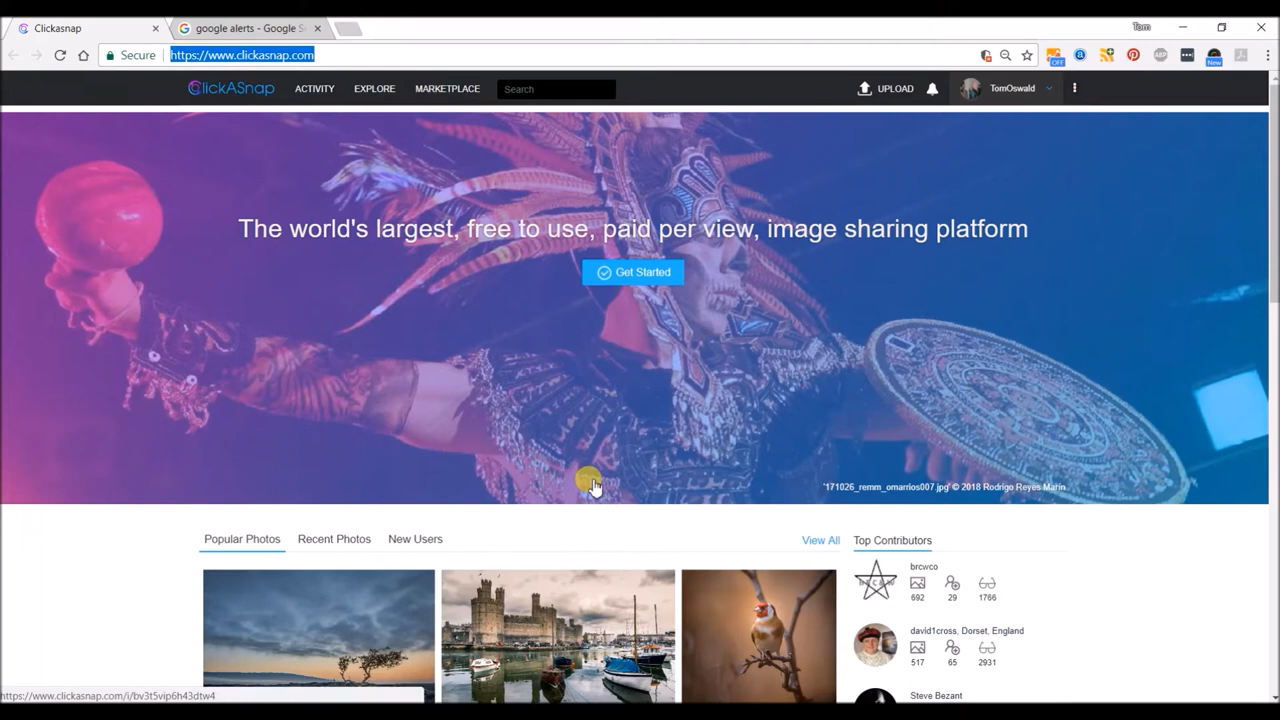 Clickasnap
google alerts - Google Se
Tom
Secure
https://www.clickasnap.com
Off
New
ClickASnap
ACTIVITY
EXPLORE
MARKETPLACE
Search
UPLOAD
TomOswald
The world's largest, free to use, paid per view, image sharing platform
Get Started
'171026_remm_omarrios007.jpg' © 2018 Rodrigo Reyes Marin
Popular Photos
Recent Photos
New Users
View All
Top Contributors
brcwco
692 29 1766
david1cross, Dorset, England
517 65 2931
Steve Bezant
https://www.clickasnap.com/i/bv3t5vip6h43dtw4